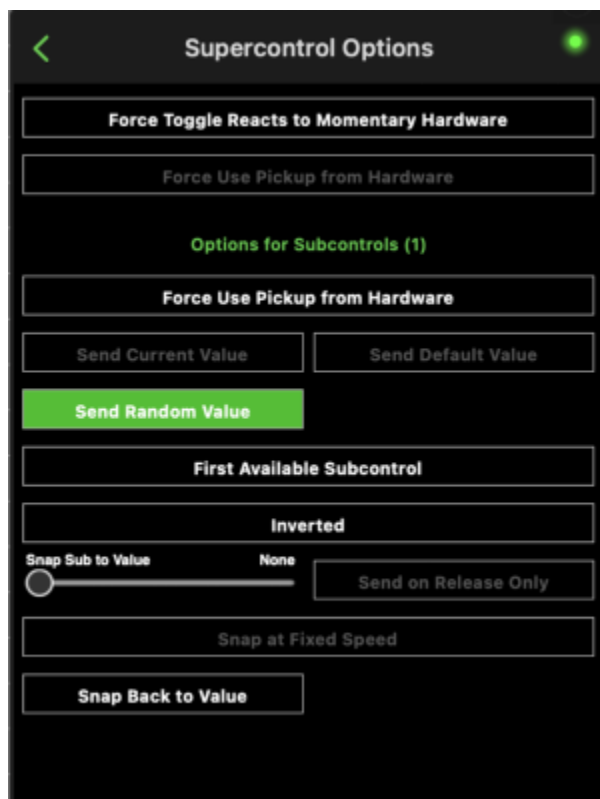 Supercontrol Options
Force Toggle Reacts to Momentary Hardware
Force Use Pickup from Hardware
Options for Subcontrols (1)
Force Use Pickup from Hardware
Send Current Value
Send Default Value
Send Random Value
First Available Subcontrol
Inverted
Snap Sub to Value
None
Send on Release Only
Snap at Fixed Speed
Snap Back to Value